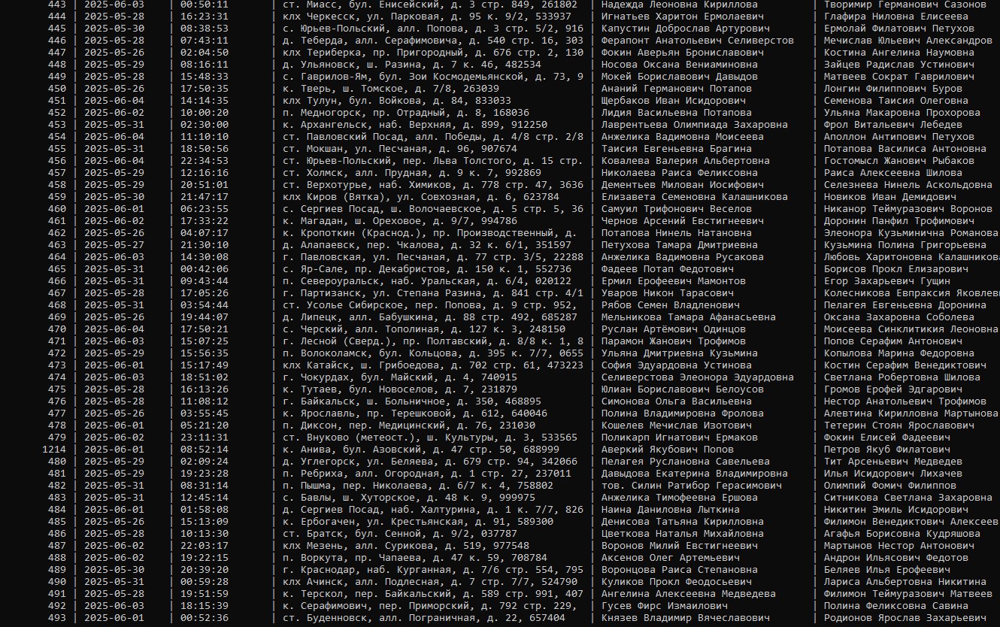 443 | 2025-06-03 | 00:50:11 | ст. Миасс, бул. Енисейский, д. 3 стр. 849, 261802 | Надежда Леоновна Кириллова | Творимир Германович Сазонов
444 | 2025-05-28 | 16:23:31 | клх Черкесск, ул. Парковая, д. 95 к. 9/2, 533937 | Игнатьев Харитон Ермолаевич | Глафира Ниловна Елисеева
445 | 2025-05-30 | 08:38:53 | с. Юрьев-Польский, алл. Попова, д. 3 стр. 5/2, 916 | Капустин Доброслав Артурович | Ермолай Филатович Петухов
446 | 2025-05-28 | 07:43:11 | д. Теберда, алл. Серафимовича, д. 540 стр. 16, 303 | Ферапонт Анатольевич Селиверстов | Мечислав Юльевич Александров
447 | 2025-05-26 | 02:04:50 | клх Териберка, пр. Пригородный, д. 676 стр. 2, 130 | Фокин Аверьян Брониславович | Костина Ангелина Наумовна
448 | 2025-05-29 | 08:16:11 | д. Ульяновск, ш. Разина, д. 7 к. 46, 482534 | Носова Оксана Вениаминовна | Зайцев Радислав Устинович
449 | 2025-05-28 | 15:48:33 | с. Гаврилов-Ям, бул. Зои Космодемьянской, д. 73, 9 | Мокей Бориславович Давыдов | Матвеев Сократ Гаврилович
450 | 2025-05-26 | 17:50:35 | к. Тверь, ш. Томское, д. 7/8, 263039 | Ананий Германович Потапов | Лонгин Филиппович Буров
451 | 2025-06-04 | 14:14:35 | клх Тулун, бул. Войкова, д. 84, 833033 | Щербаков Иван Исидорович | Семенова Таисия Олеговна
452 | 2025-06-02 | 10:00:20 | п. Медногорск, пр. Отрадный, д. 8, 168036 | Лидия Васильевна Потапова | Ульяна Макаровна Прохорова
453 | 2025-05-31 | 02:30:00 | к. Архангельск, наб. Верхняя, д. 899, 912250 | Лаврентьева Олимпиада Захаровна | Фрол Витальевич Лебедев
454 | 2025-06-04 | 11:10:10 | ст. Павловский Посад, алл. Победы, д. 4/8 стр. 2/8 | Анжелика Вадимовна Моисеева | Аполлон Антипович Петухов
455 | 2025-05-31 | 18:50:56 | ст. Мокшан, ул. Песчаная, д. 96, 907674 | Таисия Евгеньевна Брагина | Потапова Василиса Антоновна
456 | 2025-06-04 | 22:34:53 | ст. Юрьев-Польский, пер. Льва Толстого, д. 15 стр. | Ковалева Валерия Альбертовна | Гостомысл Жанович Рыбаков
457 | 2025-05-29 | 12:16:16 | ст. Холмск, алл. Прудная, д. 9 к. 7, 992869 | Николаева Раиса Феликсовна | Раиса Алексеевна Шилова
458 | 2025-05-29 | 20:51:01 | ст. Верхотурье, наб. Химиков, д. 778 стр. 47, 3636 | Дементьев Милован Иосифович | Селезнева Нинель Аскольдовна
459 | 2025-05-30 | 21:47:17 | клх Киров (Вятка), ул. Совхозная, д. 6, 623784 | Елизавета Семеновна Калашникова | Новиков Иван Демидович
460 | 2025-06-01 | 06:23:55 | с. Сергиев Посад, ш. Волочаевское, д. 5 стр. 5, 36 | Самуил Трифонович Веселов | Никанор Теймуразович Воронов
461 | 2025-06-02 | 17:33:22 | к. Магадан, ш. Ореховое, д. 9/7, 994786 | Чернов Арсений Евстигнеевич | Доронин Панфил Трофимович
462 | 2025-05-26 | 04:07:17 | к. Кропоткин (Краснод.), пр. Производственный, д. | Потапова Нинель Натановна | Элеонора Кузьминична Романова
463 | 2025-05-27 | 21:30:10 | д. Алапаевск, пер. Чкалова, д. 32 к. 6/1, 351597 | Петухова Тамара Дмитриевна | Кузьмина Полина Григорьевна
464 | 2025-06-03 | 14:30:08 | г. Павловская, ул. Песчаная, д. 77 стр. 3/5, 22288 | Анжелика Вадимовна Русакова | Любовь Харитоновна Калашникова
465 | 2025-05-31 | 00:42:06 | с. Яр-Сале, пр. Декабристов, д. 150 к. 1, 552736 | Фадеев Потап Федотович | Борисов Прокл Елизарович
466 | 2025-05-31 | 09:43:44 | п. Североуральск, наб. Уральская, д. 6/4, 020122 | Ермил Ерофеевич Мамонтов | Егор Захарьевич Гущин
467 | 2025-05-28 | 17:05:26 | г. Партизанск, ул. Степана Разина, д. 841 стр. 4/1 | Уваров Никон Тарасович | Колесникова Евпраксия Яковлевн
468 | 2025-05-31 | 03:54:44 | ст. Усолье Сибирское, пер. Попова, д. 9 стр. 952, | Рябов Семен Владленович | Пелагея Евгеньевна Доронина
469 | 2025-05-26 | 19:44:07 | д. Липецк, алл. Бабушкина, д. 88 стр. 492, 685287 | Мельникова Тамара Афанасьевна | Оксана Захаровна Соболева
470 | 2025-06-04 | 17:50:21 | с. Черский, алл. Тополиная, д. 127 к. 3, 248150 | Руслан Артёмович Одинцов | Моисеева Синклитикия Леоновна
471 | 2025-06-03 | 15:07:25 | г. Лесной (Сверд.), пр. Полтавский, д. 8/8 к. 1, 8 | Парамон Жанович Трофимов | Попов Серафим Антонович
472 | 2025-05-29 | 15:56:35 | п. Волоколамск, бул. Кольцова, д. 395 к. 7/7, 0655 | Ульяна Дмитриевна Кузьмина | Копылова Марина Федоровна
473 | 2025-06-01 | 15:17:49 | клх Катайск, ш. Грибоедова, д. 702 стр. 61, 473223 | София Эдуардовна Устинова | Костин Серафим Венедиктович
474 | 2025-06-03 | 18:51:02 | г. Чокурдах, бул. Майский, д. 4, 740915 | Селиверстова Элеонора Эдуардовна | Светлана Робертовна Шилова
475 | 2025-05-28 | 16:13:26 | к. Тутаев, бул. Новоселов, д. 7, 231879 | Юлиан Бориславович Белоусов | Громов Ерофей Эдгарович
476 | 2025-05-28 | 11:08:12 | г. Байкальск, ш. Больничное, д. 350, 468895 | Симонова Ольга Васильевна | Нестор Анатольевич Трофимов
477 | 2025-05-26 | 03:55:45 | к. Ярославль, пр. Терешковой, д. 612, 640046 | Полина Владимировна Фролова | Алевтина Кирилловна Мартынова
478 | 2025-06-01 | 05:21:20 | п. Диксон, пер. Медицинский, д. 76, 231030 | Кошелев Мечислав Изотович | Тетерин Стоян Ярославович
479 | 2025-06-02 | 23:11:31 | ст. Внуково (метеост.), ш. Культуры, д. 3, 533565 | Поликарп Игнатович Ермаков | Фокин Елисей Фадеевич
1214 | 2025-06-01 | 08:52:14 | к. Анива, бул. Азовский, д. 47 стр. 50, 688999 | Аверкий Якубович Попов | Петров Якуб Филатович
480 | 2025-05-29 | 02:09:24 | д. Углегорск, ул. Беляева, д. 679 стр. 94, 342066 | Пелагея Руслановна Савельева | Тит Арсеньевич Медведев
481 | 2025-05-29 | 19:23:28 | п. Ребриха, алл. Огородная, д. 1 стр. 27, 237011 | Давыдова Екатерина Владимировна | Илья Исидорович Лихачев
482 | 2025-05-31 | 08:31:14 | п. Пышма, пер. Николаева, д. 6/7 к. 4, 758802 | тов. Силин Ратибор Герасимович | Олимпий Фомич Филиппов
483 | 2025-05-31 | 12:45:14 | с. Бавлы, ш. Хуторское, д. 48 к. 9, 999975 | Анжелика Тимофеевна Ершова | Ситникова Светлана Захаровна
484 | 2025-06-01 | 01:58:08 | д. Сергиев Посад, наб. Халтурина, д. 1 к. 7/7, 826 | Наина Даниловна Лыткина | Никитин Эмиль Исидорович
485 | 2025-05-26 | 15:13:09 | к. Ербогачен, ул. Крестьянская, д. 91, 589300 | Денисова Татьяна Кирилловна | Филимон Венедиктович Алексеев
486 | 2025-05-28 | 10:13:30 | ст. Братск, бул. Сенной, д. 9/2, 037787 | Цветкова Наталья Михайловна | Агафья Борисовна Кудряшова
487 | 2025-06-02 | 22:03:17 | клх Мезень, алл. Сурикова, д. 519, 977548 | Воронов Милий Евстигнеевич | Мартынов Нестор Антонович
488 | 2025-06-02 | 19:22:15 | п. Воркута, пр. Чапаева, д. 47 к. 59, 708784 | Аксенов Олег Артемьевич | Андрон Ильясович Федотов
489 | 2025-05-30 | 20:39:20 | г. Краснодар, наб. Курганная, д. 7/6 стр. 554, 795 | Воронцова Раиса Степановна | Беляев Илья Ерофеевич
490 | 2025-05-31 | 00:59:28 | клх Ачинск, алл. Подлесная, д. 7 стр. 7/7, 524790 | Куликов Прокл Феодосьевич | Лариса Альбертовна Никитина
491 | 2025-05-28 | 19:51:59 | к. Терскол, пер. Байкальский, д. 589 стр. 991, 407 | Ангелина Алексеевна Медведева | Филимон Теймуразович Матвеев
492 | 2025-06-03 | 18:15:39 | к. Серафимович, пер. Приморский, д. 792 стр. 229, | Гусев Фирс Измаилович | Полина Феликсовна Савина
493 | 2025-06-01 | 00:52:36 | ст. Буденновск, алл. Пограничная, д. 22, 657404 | Князев Владимир Вячеславович | Родионов Ярослав Захарьевич